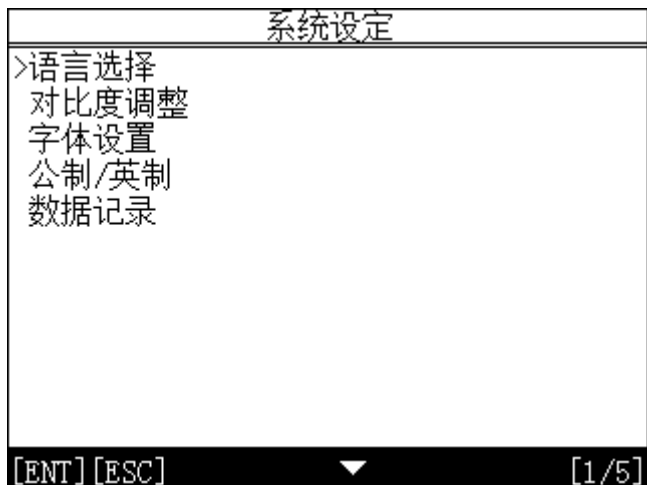 系统设定
>语言选择
对比度调整
字体设置
公制/英制
数据记录
[ENT][ESC] [1/5]